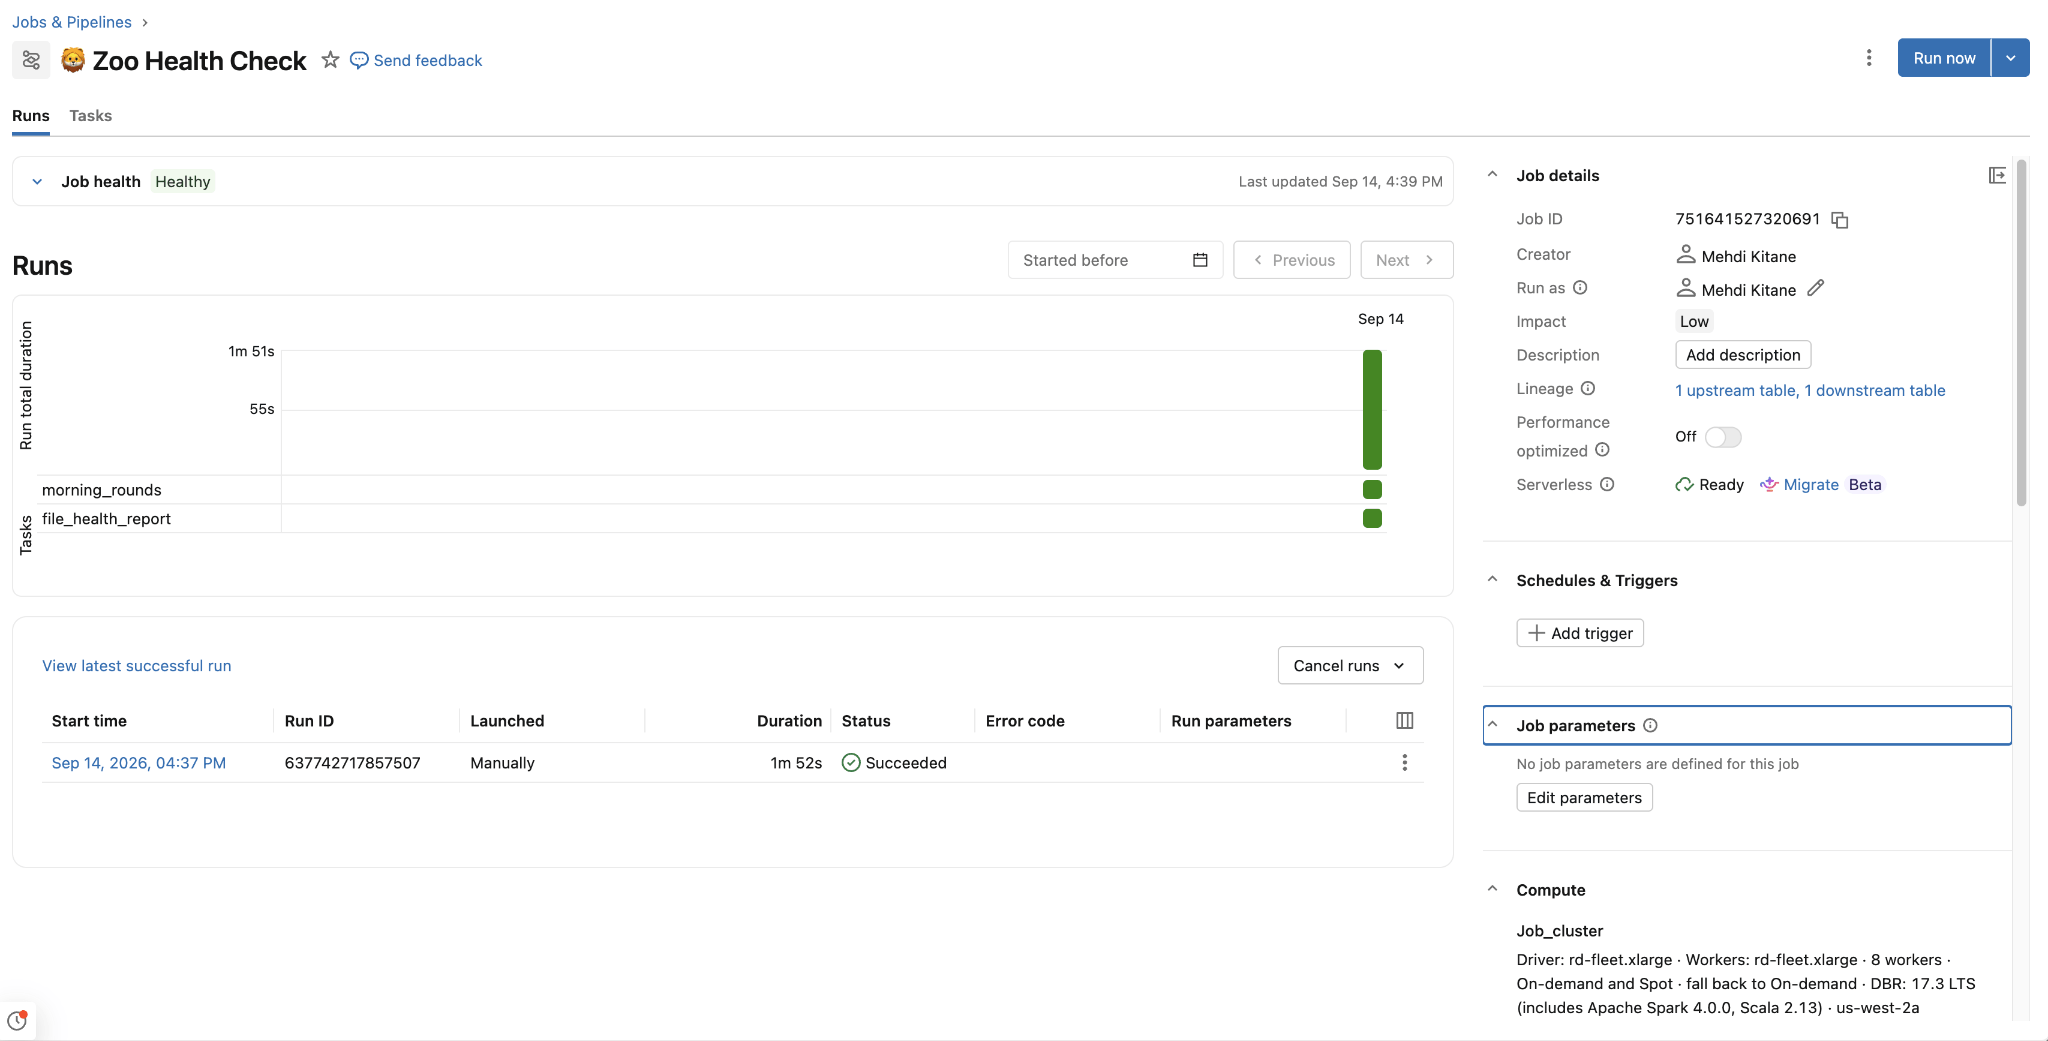 Jobs & Pipelines
Zoo Health Check
Send feedback
Run now
Runs
Tasks
Job health
Healthy
Last updated Sep 14, 4:39 PM
Runs
Started before
Previous
Next
Run total duration
Sep 14
1m 51s
55s
Tasks
morning_rounds
file_health_report
View latest successful run
Cancel runs
Start time
Run ID
Launched
Duration
Status
Error code
Run parameters
Sep 14, 2026, 04:37 PM
637742717857507
Manually
1m 52s
Succeeded
Job details
Job ID
751641527320691
Creator
Mehdi Kitane
Run as
Mehdi Kitane
Impact
Low
Description
Add description
Lineage
1 upstream table, 1 downstream table
Performance
optimized
Off
Serverless
Ready
Migrate
Beta
Schedules & Triggers
Add trigger
Job parameters
No job parameters are defined for this job
Edit parameters
Compute
Job_cluster
Driver: rd-fleet.xlarge · Workers: rd-fleet.xlarge · 8 workers ·
On-demand and Spot · fall back to On-demand · DBR: 17.3 LTS
(includes Apache Spark 4.0.0, Scala 2.13) · us-west-2a